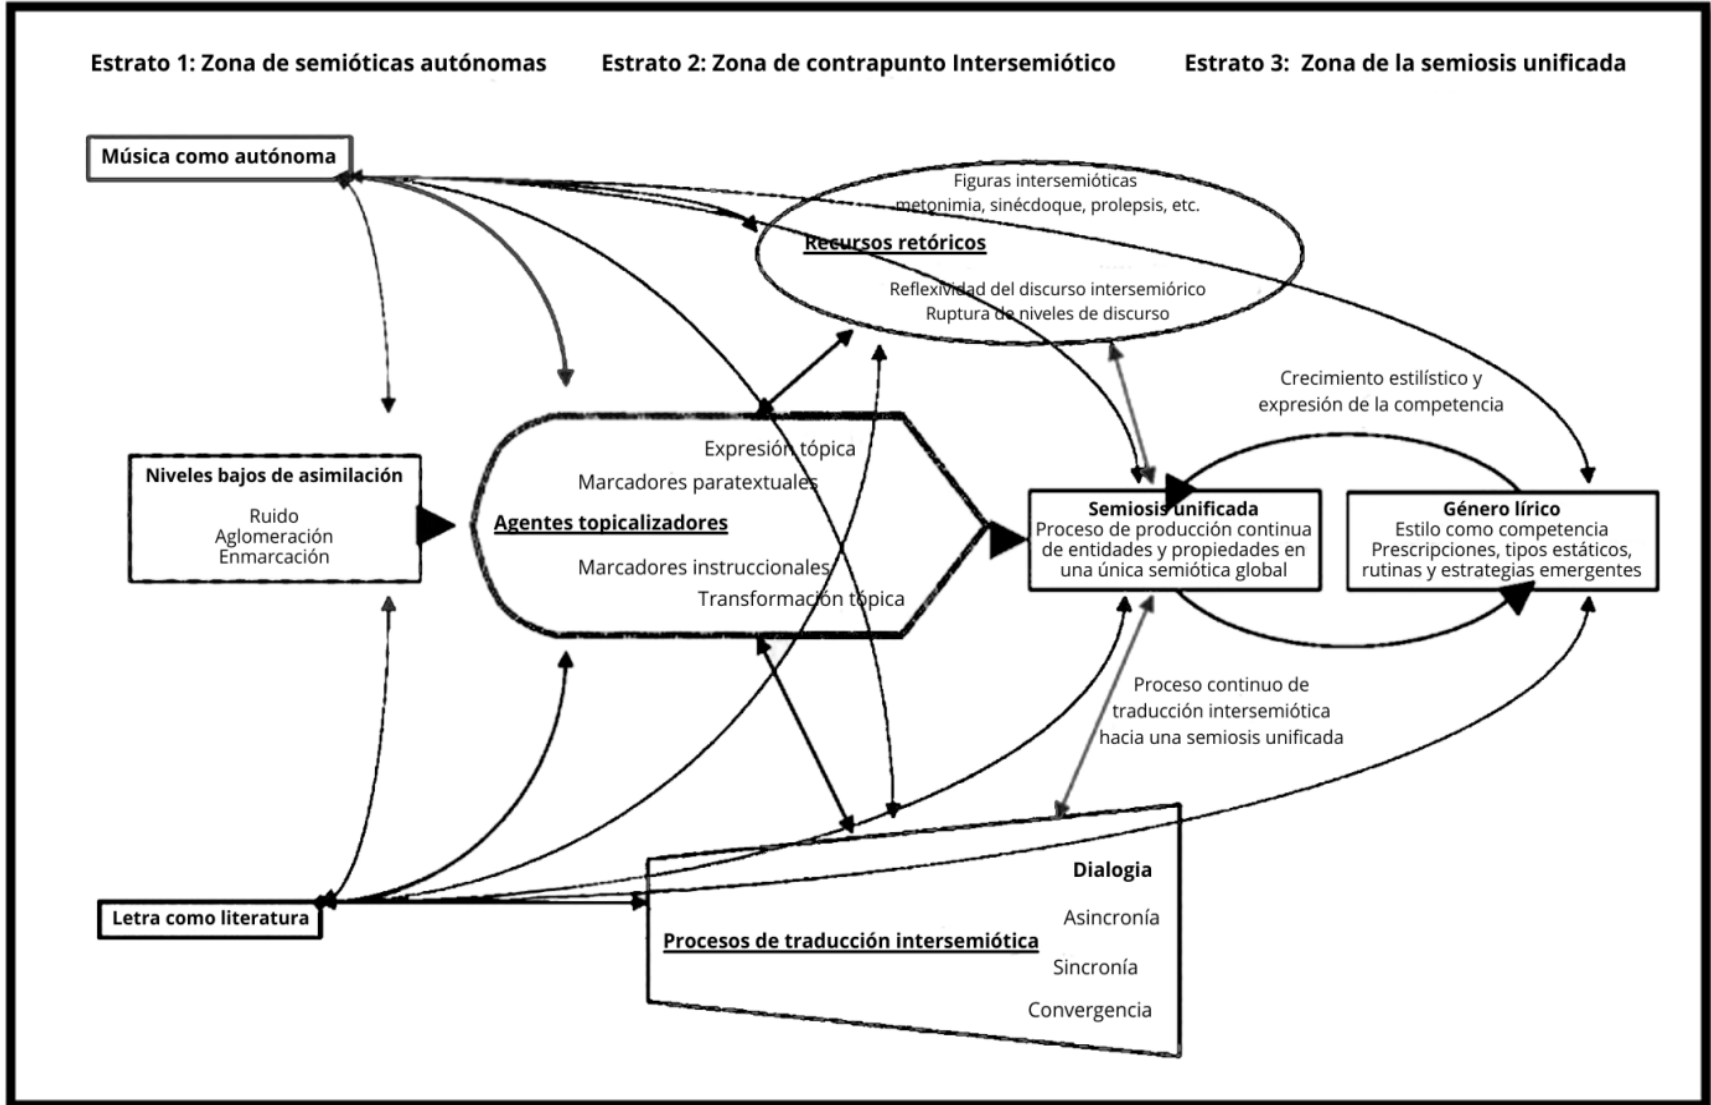 Estrato 1: Zona de semióticas autónomas
Estrato 2: Zona de contrapunto Intersemiótico
Estrato 3: Zona de la semiosis unificada
Música como autónoma
Figuras intersemióticas
metonimia, sinécdoque, prolepsis, etc.
Recursos retóricos
Reflexividad del discurso intersemiórico
Ruptura de niveles de discurso
Crecimiento estilístico y
expresión de la competencia
Niveles bajos de asimilación
Ruido
Aglomeración
Enmarcación
Expresión tópica
Marcadores paratextuales
Agentes topicalizadores
Marcadores instruccionales
Transformación tópica
Semiosis unificada
Proceso de producción continua
de entidades y propiedades en
una única semiótica global
Género lírico
Estilo como competencia
Prescripciones, tipos estáticos,
rutinas y estrategias emergentes
Proceso continuo de
traducción intersemiótica
hacia una semiosis unificada
Letra como literatura
Dialogia
Asincronía
Procesos de traducción intersemiótica
Sincronía
Convergencia